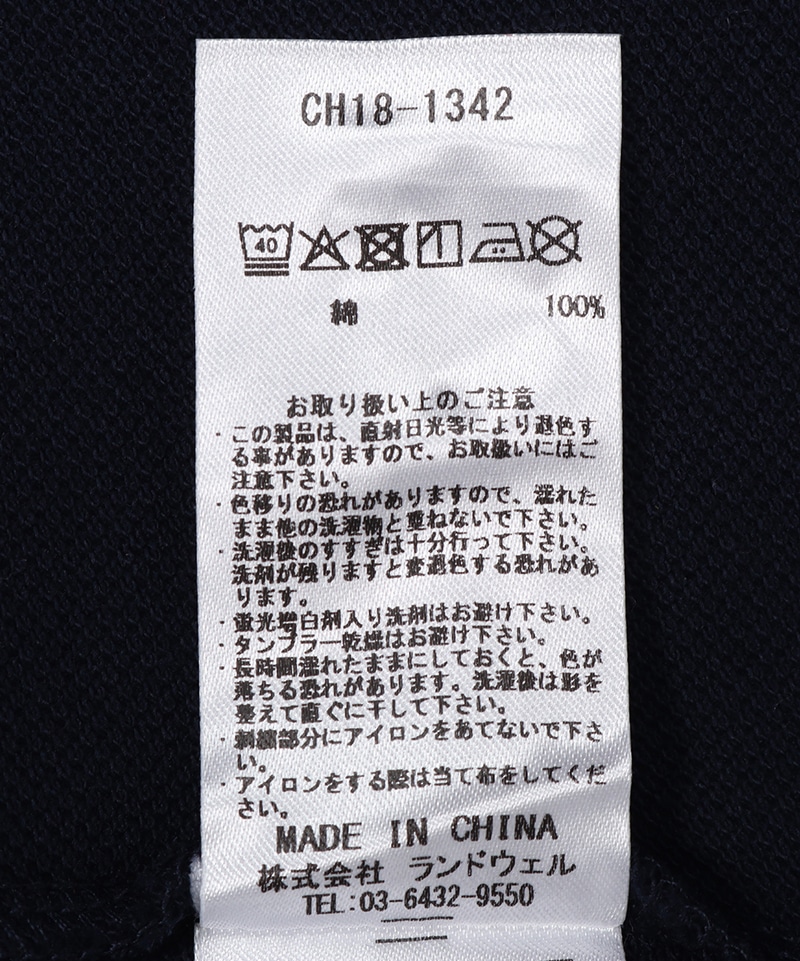 CH18-1342
40
綿 100%
お取り扱い上のご注意
・この製品は、直射日光等により退色す
る事がありますので、お取扱いにはご
注意下さい。
・色移りの恐れがありますので、濡れた
まま他の洗濯物と重ねないで下さい。
・洗濯後のすすぎは十分行って下さい。
洗剤が残りますと変退色する恐れがあ
ります。
・蛍光増白剤入り洗剤はお避け下さい。
・タンブラー乾燥はお避け下さい。
・長時間濡れたままにしておくと、色が
落ちる恐れがあります。洗濯後は形を
整えて直ぐに干して下さい。
・刺繍部分にアイロンをあてないで下さ
い。
・アイロンをする際は当て布をしてくだ
さい。
MADE IN CHINA
株式会社 ランドウェル
TEL:03-6432-9550